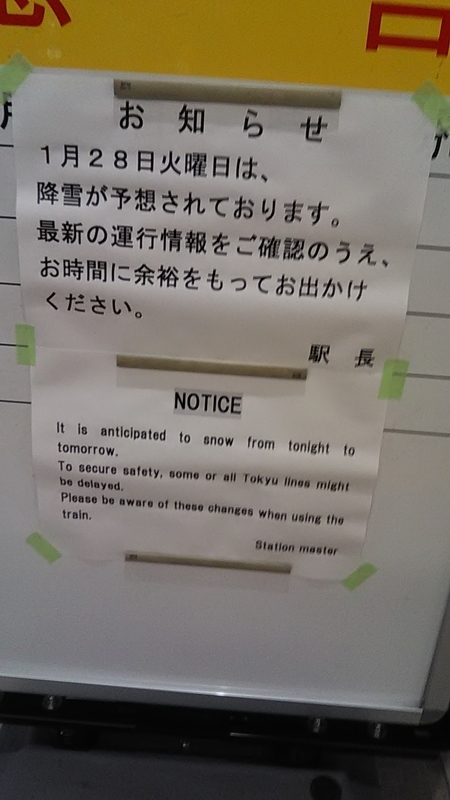 お知らせ
1月28日火曜日は、
降雪が予想されております。
最新の運行情報をご確認のうえ、
お時間に余裕をもってお出かけ
ください。
駅 長
NOTICE
It is anticipated to snow from tonight to
tomorrow.
To secure safety, some or all Tokyu lines might
be delayed.
Please be aware of these changes when using the
train.
Station master